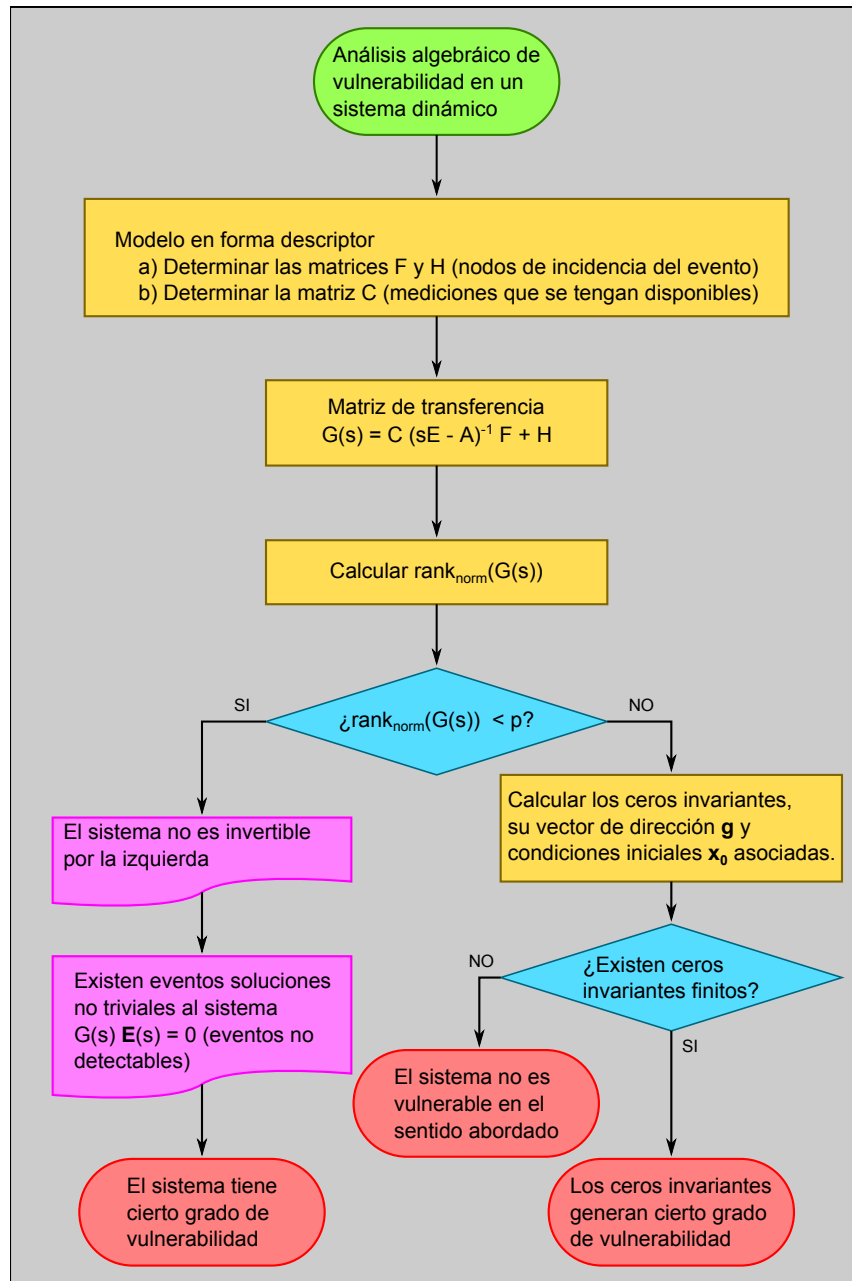 Análisis algebráico de
vulnerabilidad en un
sistema dinámico
Modelo en forma descriptor
a) Determinar las matrices F y H (nodos de incidencia del evento)
b) Determinar la matriz C (mediciones que se tengan disponibles)
Matriz de transferencia
G(s) = C (sE - A)⁻¹ F + H
Calcular rankₙₒᵣₘ(G(s))
¿rankₙₒᵣₘ(G(s)) < p?
SI
NO
El sistema no es invertible
por la izquierda
Existen eventos soluciones
no triviales al sistema
G(s) E(s) = 0 (eventos no
detectables)
El sistema tiene
cierto grado de
vulnerabilidad
Calcular los ceros invariantes,
su vector de dirección g y
condiciones iniciales x₀ asociadas.
¿Existen ceros
invariantes finitos?
NO
SI
El sistema no es
vulnerable en el
sentido abordado
Los ceros invariantes
generan cierto grado
de vulnerabilidad